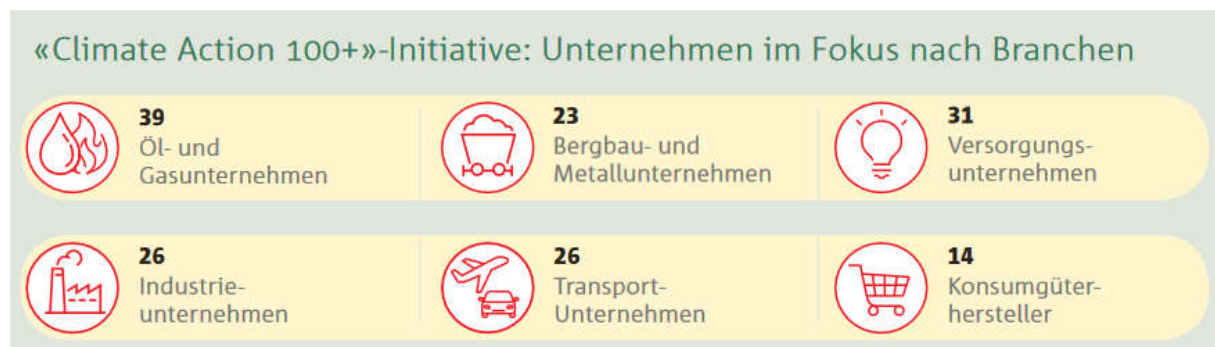 «Climate Action 100+»-Initiative: Unternehmen im Fokus nach Branchen
39
Öl- und
Gasunternehmen
23
Bergbau- und
Metallunternehmen
31
Versorgungs-
unternehmen
26
Industrie-
unternehmen
26
Transport-
Unternehmen
14
Konsumgüter-
hersteller